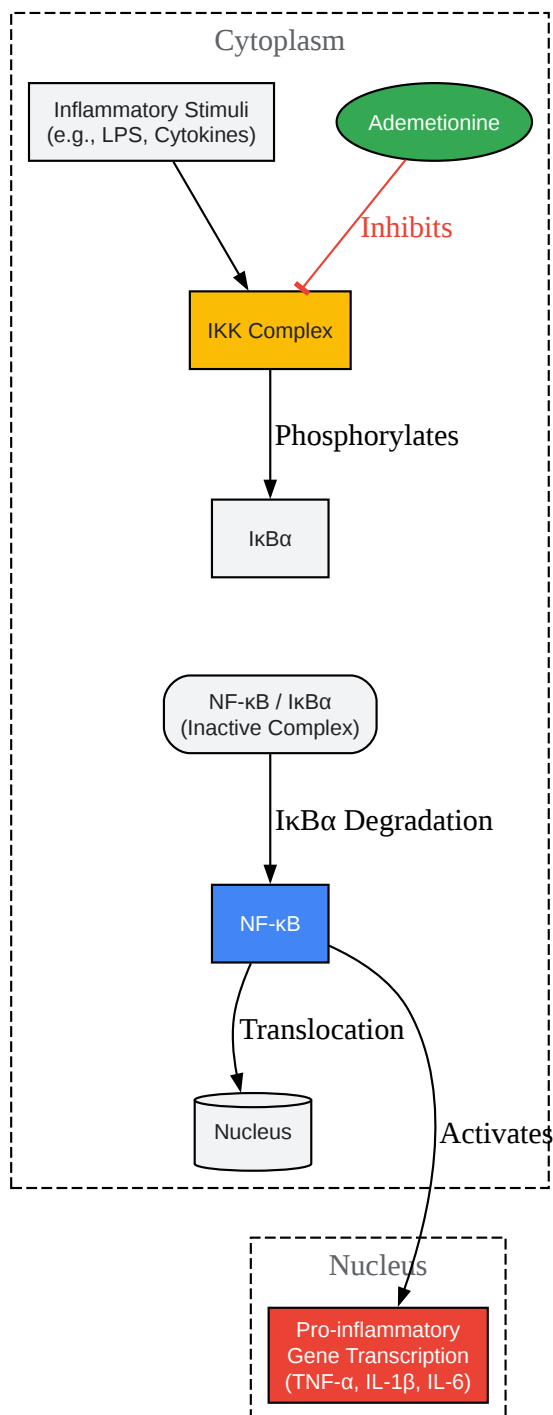 Cytoplasm
Inflammatory Stimuli
(e.g., LPS, Cytokines)
Ademetionine
Inhibits
IKK Complex
Phosphorylates
IκBα
NF-κB / IκBα
(Inactive Complex)
IκBα Degradation
NF-κB
Translocation
Nucleus
Activates
Nucleus
Pro-inflammatory
Gene Transcription
(TNF-α, IL-1β, IL-6)